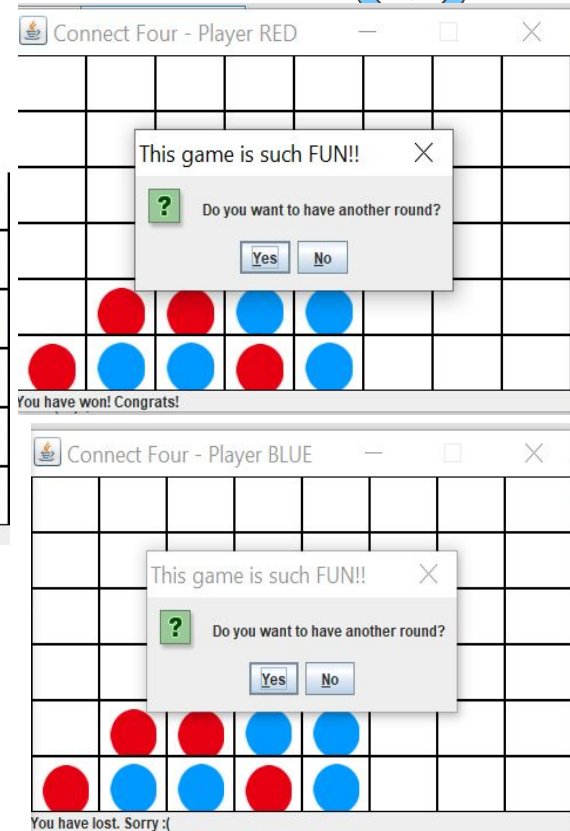 Connect Four - Player RED
This game is such FUN!!
Do you want to have another round?
Yes No
You have won! Congrats!
Connect Four - Player BLUE
This game is such FUN!!
Do you want to have another round?
Yes No
You have lost. Sorry :(